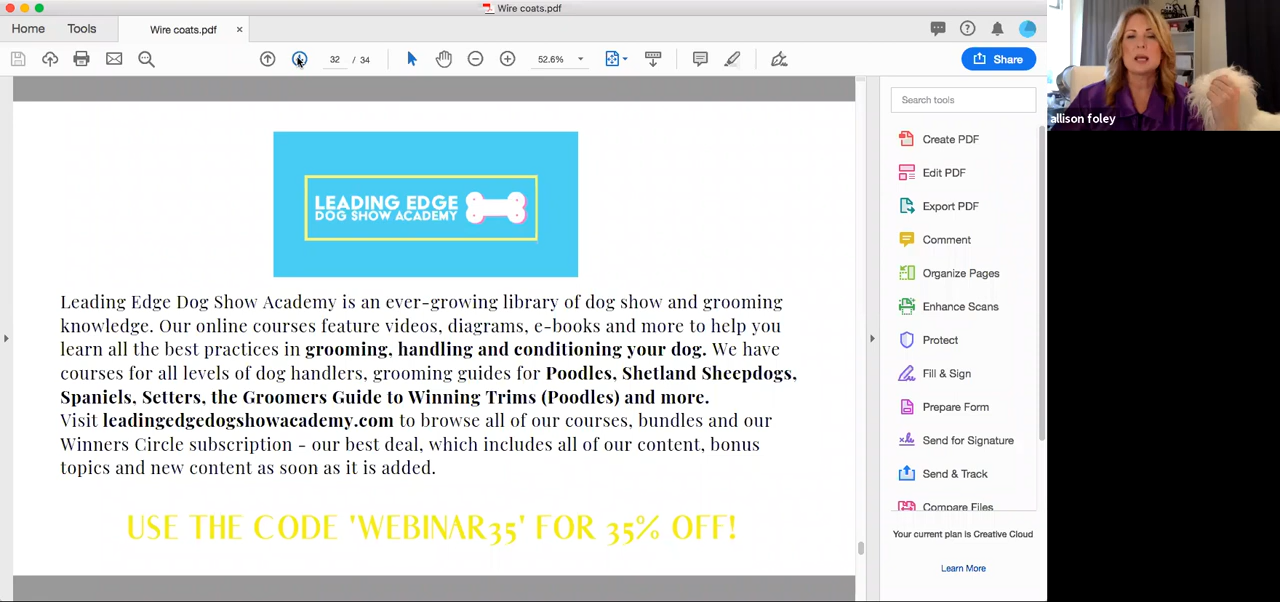 Wire coats.pdf
Home
Tools
Wire coats.pdf
×
32 / 34
52.6%
Share
allison foley
Search tools
Create PDF
Edit PDF
Export PDF
Comment
Organize Pages
Enhance Scans
Protect
Fill & Sign
Prepare Form
Send for Signature
Send & Track
Compare Files
Your current plan is Creative Cloud
Learn More
LEADING EDGE
DOG SHOW ACADEMY
Leading Edge Dog Show Academy is an ever-growing library of dog show and grooming
knowledge. Our online courses feature videos, diagrams, e-books and more to help you
learn all the best practices in grooming, handling and conditioning your dog. We have
courses for all levels of dog handlers, grooming guides for Poodles, Shetland Sheepdogs,
Spaniels, Setters, the Groomers Guide to Winning Trims (Poodles) and more.
Visit leadingedgedogshowacademy.com to browse all of our courses, bundles and our
Winners Circle subscription - our best deal, which includes all of our content, bonus
topics and new content as soon as it is added.
USE THE CODE 'WEBINAR35' FOR 35% OFF!